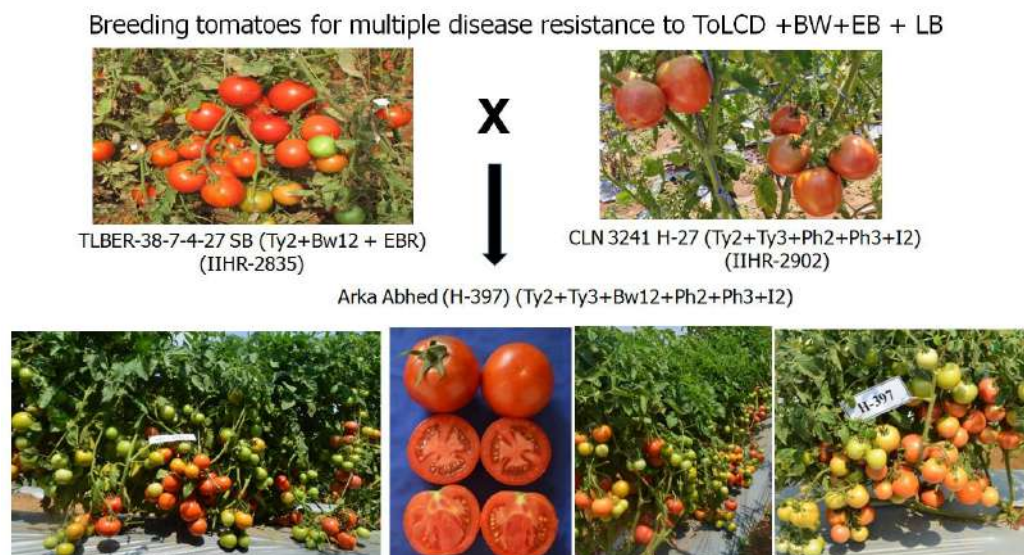 Breeding tomatoes for multiple disease resistance to ToLCD +BW+EB + LB
X
TLBER-38-7-4-27 SB (Ty2+Bw12 + EBR)
(IIHR-2835)
CLN 3241 H-27 (Ty2+Ty3+Ph2+Ph3+I2)
(IIHR-2902)
Arka Abhed (H-397) (Ty2+Ty3+Bw12+Ph2+Ph3+I2)
H-397